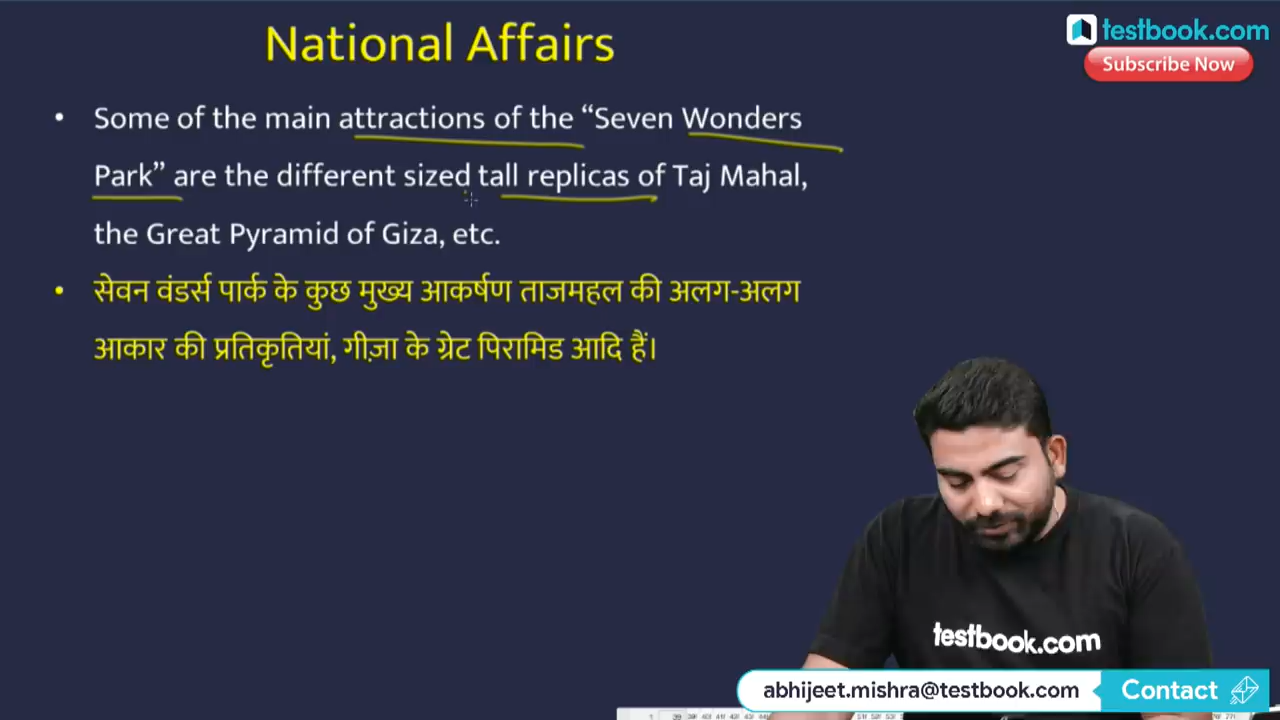 National Affairs
testbook.com
Subscribe Now
• Some of the main attractions of the “Seven Wonders
Park” are the different sized tall replicas of Taj Mahal,
the Great Pyramid of Giza, etc.
• सेवन वंडर्स पार्क के कुछ मुख्य आकर्षण ताजमहल की अलग-अलग
आकार की प्रतिकृतियां, गीज़ा के ग्रेट पिरामिड आदि हैं।
testbook.com
abhijeet.mishra@testbook.com
Contact